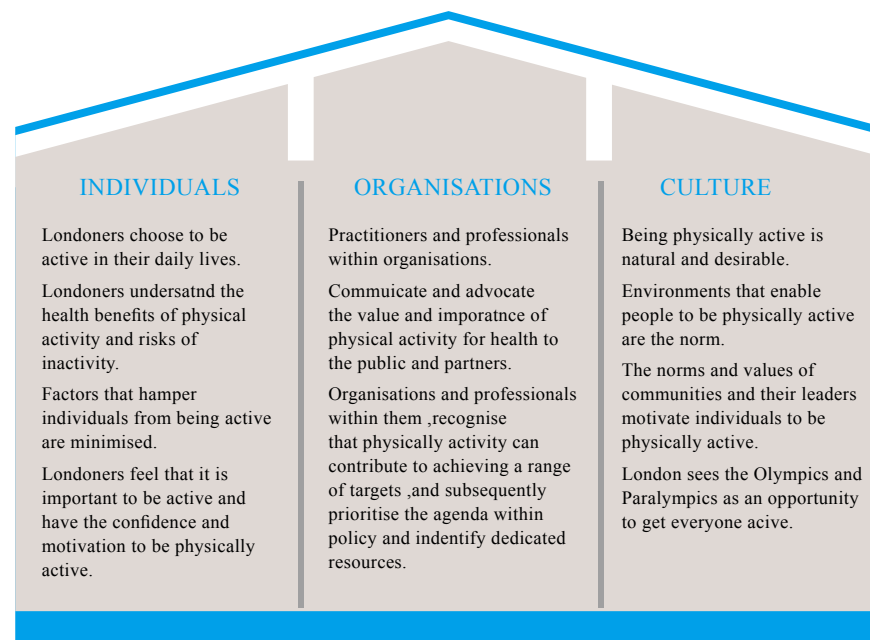 INDIVIDUALS
Londoners choose to be
active in their daily lives.
Londoners undersatnd the
health benefits of physical
activity and risks of
inactivity.
Factors that hamper
individuals from being active
are minimised.
Londoners feel that it is
important to be active and
have the confidence and
motivation to be physically
active.
ORGANISATIONS
Practitioners and professionals
within organisations.
Commuicate and advocate
the value and imporatnce of
physical activity for health to
the public and partners.
Organisations and professionals
within them ,recognise
that physically activity can
contribute to achieving a range
of targets ,and subsequently
prioritise the agenda within
policy and indentify dedicated
resources.
CULTURE
Being physically active is
natural and desirable.
Environments that enable
people to be physically active
are the norm.
The norms and values of
communities and their leaders
motivate individuals to be
physically active.
London sees the Olympics and
Paralympics as an opportunity
to get everyone acive.